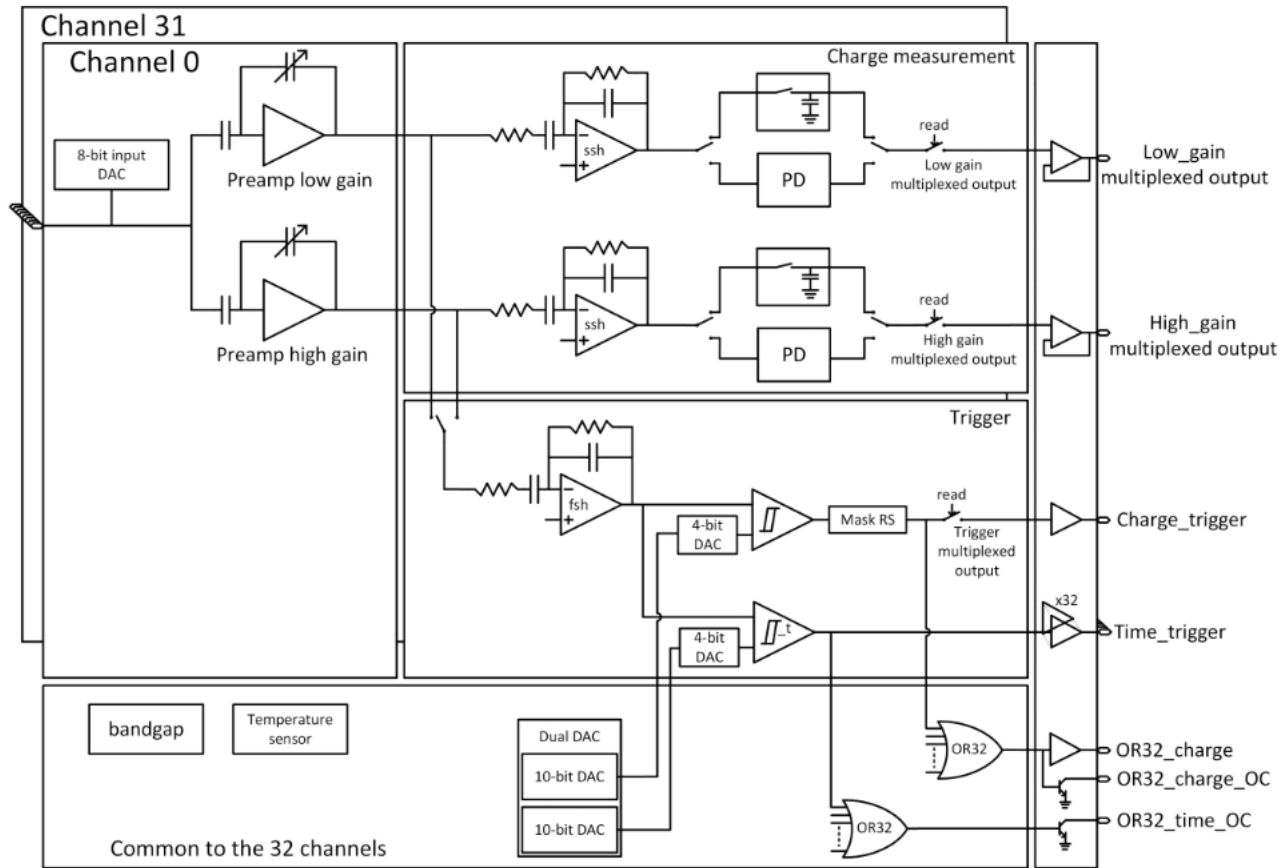 Channel 31
Channel 0
8-bit input
DAC
Preamp low gain
Preamp high gain
Charge measurement
-
+
ssh
PD
read
Low gain
multiplexed output
Low_gain
multiplexed output
-
+
ssh
PD
read
High gain
multiplexed output
High_gain
multiplexed output
Trigger
-
+
fsh
4-bit
DAC
Mask RS
read
Trigger
multiplexed
output
Charge_trigger
4-bit
DAC
_t
x32
Time_trigger
bandgap
Temperature
sensor
Dual DAC
10-bit DAC
10-bit DAC
OR32
OR32
OR32_charge
OR32_charge_OC
OR32_time_OC
Common to the 32 channels